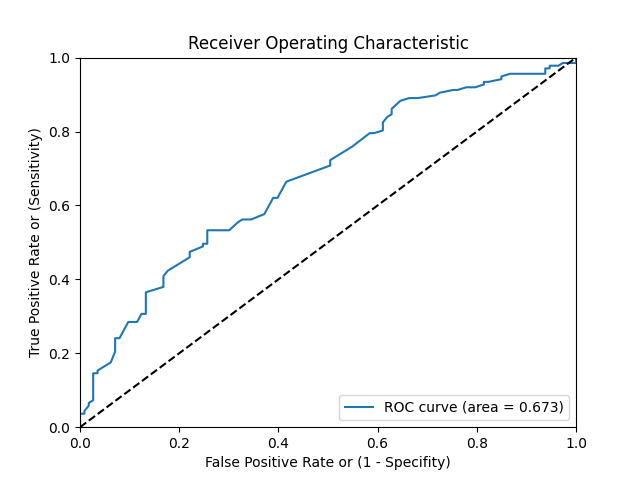 Receiver Operating Characteristic
1.0
0.8
0.6
0.4
0.2
0.0
True Positive Rate or (Sensitivity)
ROC curve (area = 0.673)
0.0 0.2 0.4 0.6 0.8 1.0
False Positive Rate or (1 - Specifity)